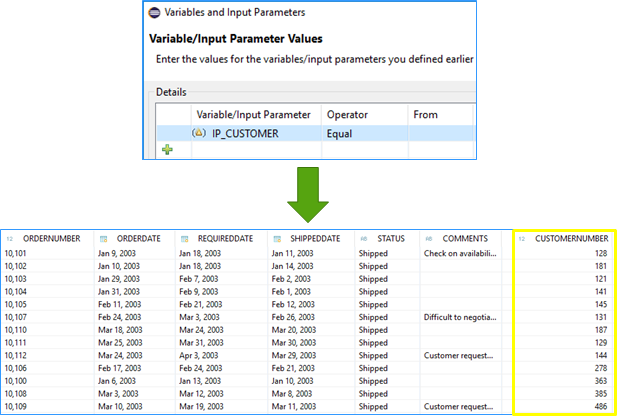 Variables and Input Parameters
Variable/Input Parameter Values
Enter the values for the variables/input parameters you defined earlier
Details
Variable/Input Parameter Operator From
IP_CUSTOMER Equal
12 ORDERNUMBER ORDERDATE REQUIREDDATE SHIPPEDDATE AB STATUS AB COMMENTS 12 CUSTOMERNUMBER
10,101 Jan 9, 2003 Jan 18, 2003 Jan 11, 2003 Shipped Check on availabili... 128
10,102 Jan 10, 2003 Jan 18, 2003 Jan 14, 2003 Shipped 181
10,103 Jan 29, 2003 Feb 7, 2003 Feb 2, 2003 Shipped 121
10,104 Jan 31, 2003 Feb 9, 2003 Feb 1, 2003 Shipped 141
10,105 Feb 11, 2003 Feb 21, 2003 Feb 12, 2003 Shipped 145
10,107 Feb 24, 2003 Mar 3, 2003 Feb 26, 2003 Shipped Difficult to negotia... 131
10,110 Mar 18, 2003 Mar 24, 2003 Mar 20, 2003 Shipped 187
10,111 Mar 25, 2003 Mar 31, 2003 Mar 30, 2003 Shipped 129
10,112 Mar 24, 2003 Apr 3, 2003 Mar 29, 2003 Shipped Customer request... 144
10,106 Feb 17, 2003 Feb 24, 2003 Feb 21, 2003 Shipped 278
10,100 Jan 6, 2003 Jan 13, 2003 Jan 10, 2003 Shipped 363
10,108 Mar 3, 2003 Mar 12, 2003 Mar 8, 2003 Shipped 385
10,109 Mar 10, 2003 Mar 19, 2003 Mar 11, 2003 Shipped Customer request... 486